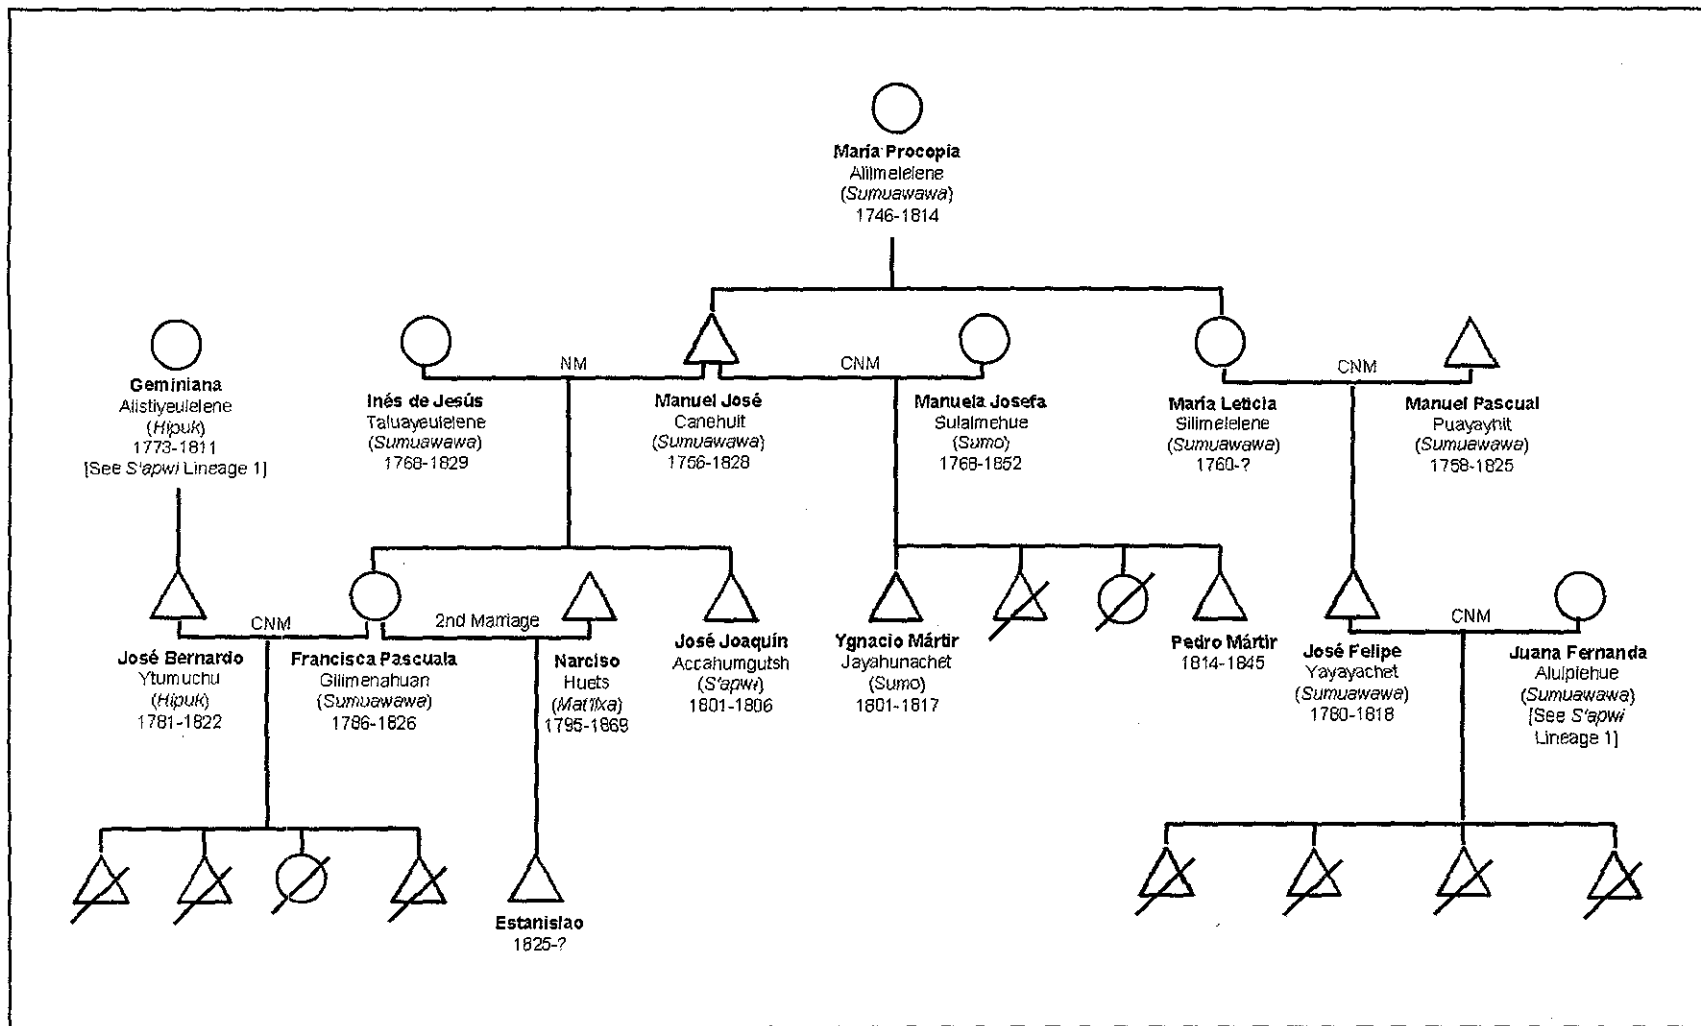 María Procopia
Alilmelelene
(Sumuawawa)
1746-1814
NM
CNM
CNM
Geminiana
Alistiyeulelene
(Hipuk)
1773-1811
[See S'apwi Lineage 1]
Inés de Jesús
Taluayeulelene
(Sumuawawa)
1768-1829
Manuel José
Canehuit
(Sumuawawa)
1756-1828
Manuela Josefa
Sulalmehue
(Sumo)
1768-1852
María Leticia
Silimelelene
(Sumuawawa)
1760-?
Manuel Pascual
Puayayhit
(Sumuawawa)
1758-1825
CNM
2nd Marriage
CNM
José Bernardo
Ytumuchu
(Hipuk)
1781-1822
Francisca Pascuala
Gilimenahuan
(Sumuawawa)
1786-1826
Narciso
Huets
(Mat'ilxa)
1795-1869
José Joaquín
Accahumgutsh
(S'apwi)
1801-1806
Ygnacio Mártir
Jayahunachet
(Sumo)
1801-1817
Pedro Mártir
1814-1845
José Felipe
Yayayachet
(Sumuawawa)
1780-1818
Juana Fernanda
Alulpiehue
(Sumuawawa)
[See S'apwi
Lineage 1]
Estanislao
1825-?